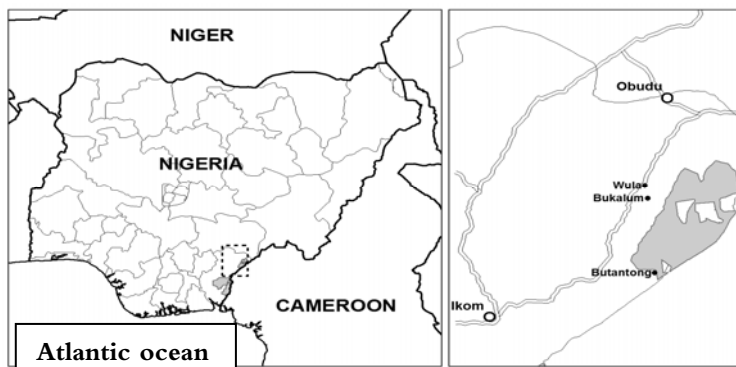 NIGER
NIGERIA
CAMEROON
Atlantic ocean
Obudu
Wula
Bukalum
Butantong
Ikom